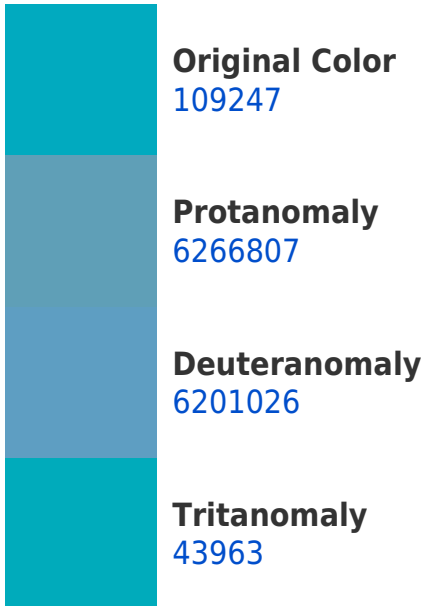 Original Color
109247
Protanomaly
6266807
Deuteranomaly
6201026
Tritanomaly
43963